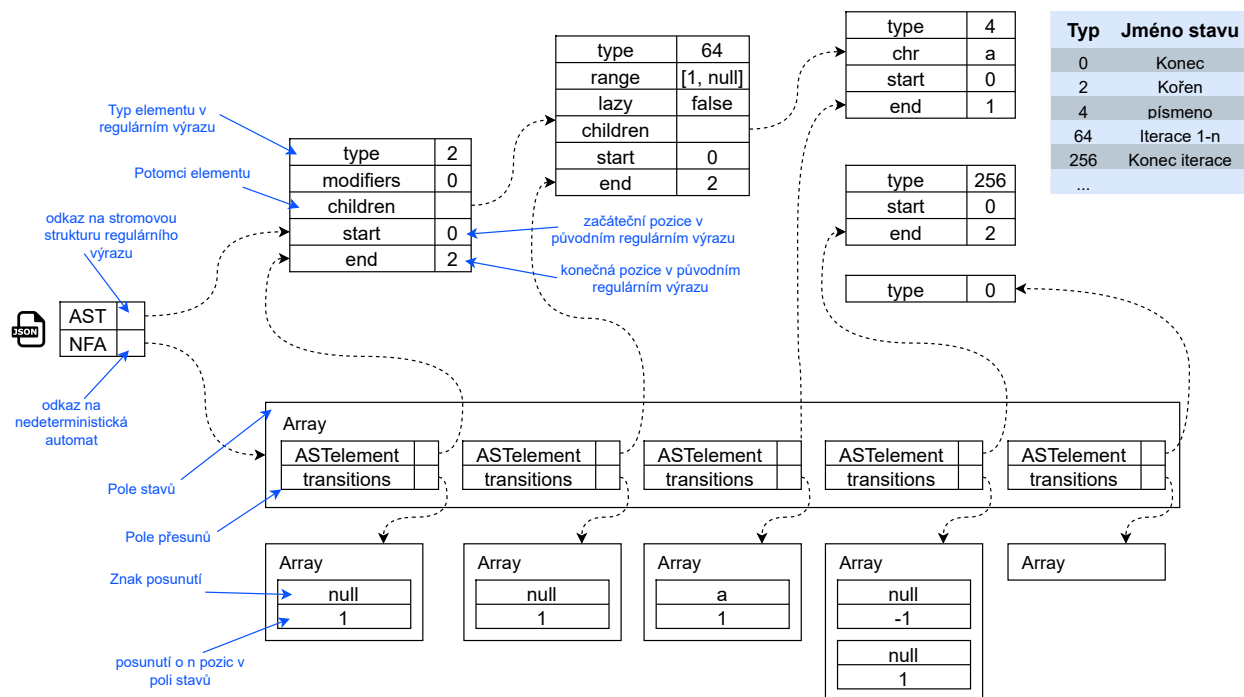 Typ elementu v
regulárním výrazu
Potomci elementu
odkaz na stromovou
strukturu regulárního
výrazu
JSON
AST
NFA
odkaz na
nedeterministická
automat
type 2
modifiers 0
children
start 0
end 2
začáteční pozice v
původním regulárním výrazu
konečná pozice v původním
regulárním výrazu
type 64
range [1, null]
lazy false
children
start 0
end 2
type 4
chr a
start 0
end 1
type 256
start 0
end 2
type 0
Typ Jméno stavu
0 Konec
2 Kořen
4 písmeno
64 Iterace 1-n
256 Konec iterace
...
Pole stavů
Pole přesunů
Array
ASTelement ASTelement ASTelement ASTelement ASTelement
transitions transitions transitions transitions transitions
Znak posunutí
posunutí o n pozic v
poli stavů
Array Array Array Array Array
null null a null
1 1 1 -1
null
1